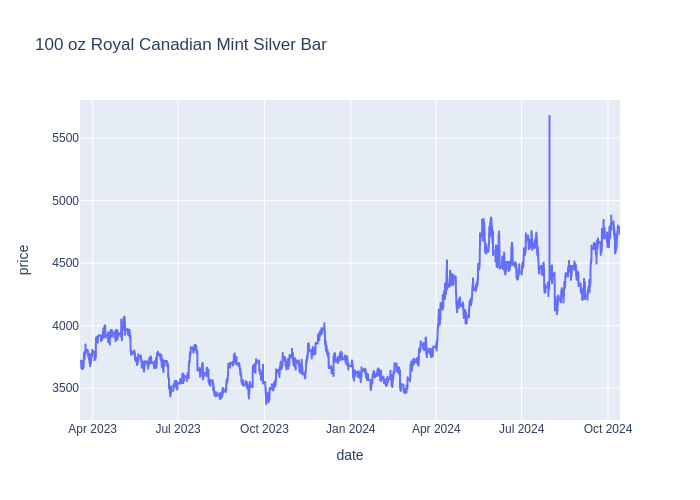 100 oz Royal Canadian Mint Silver Bar
5500
5000
4500
4000
3500
price
Apr 2023 Jul 2023 Oct 2023 Jan 2024 Apr 2024 Jul 2024 Oct 2024
date